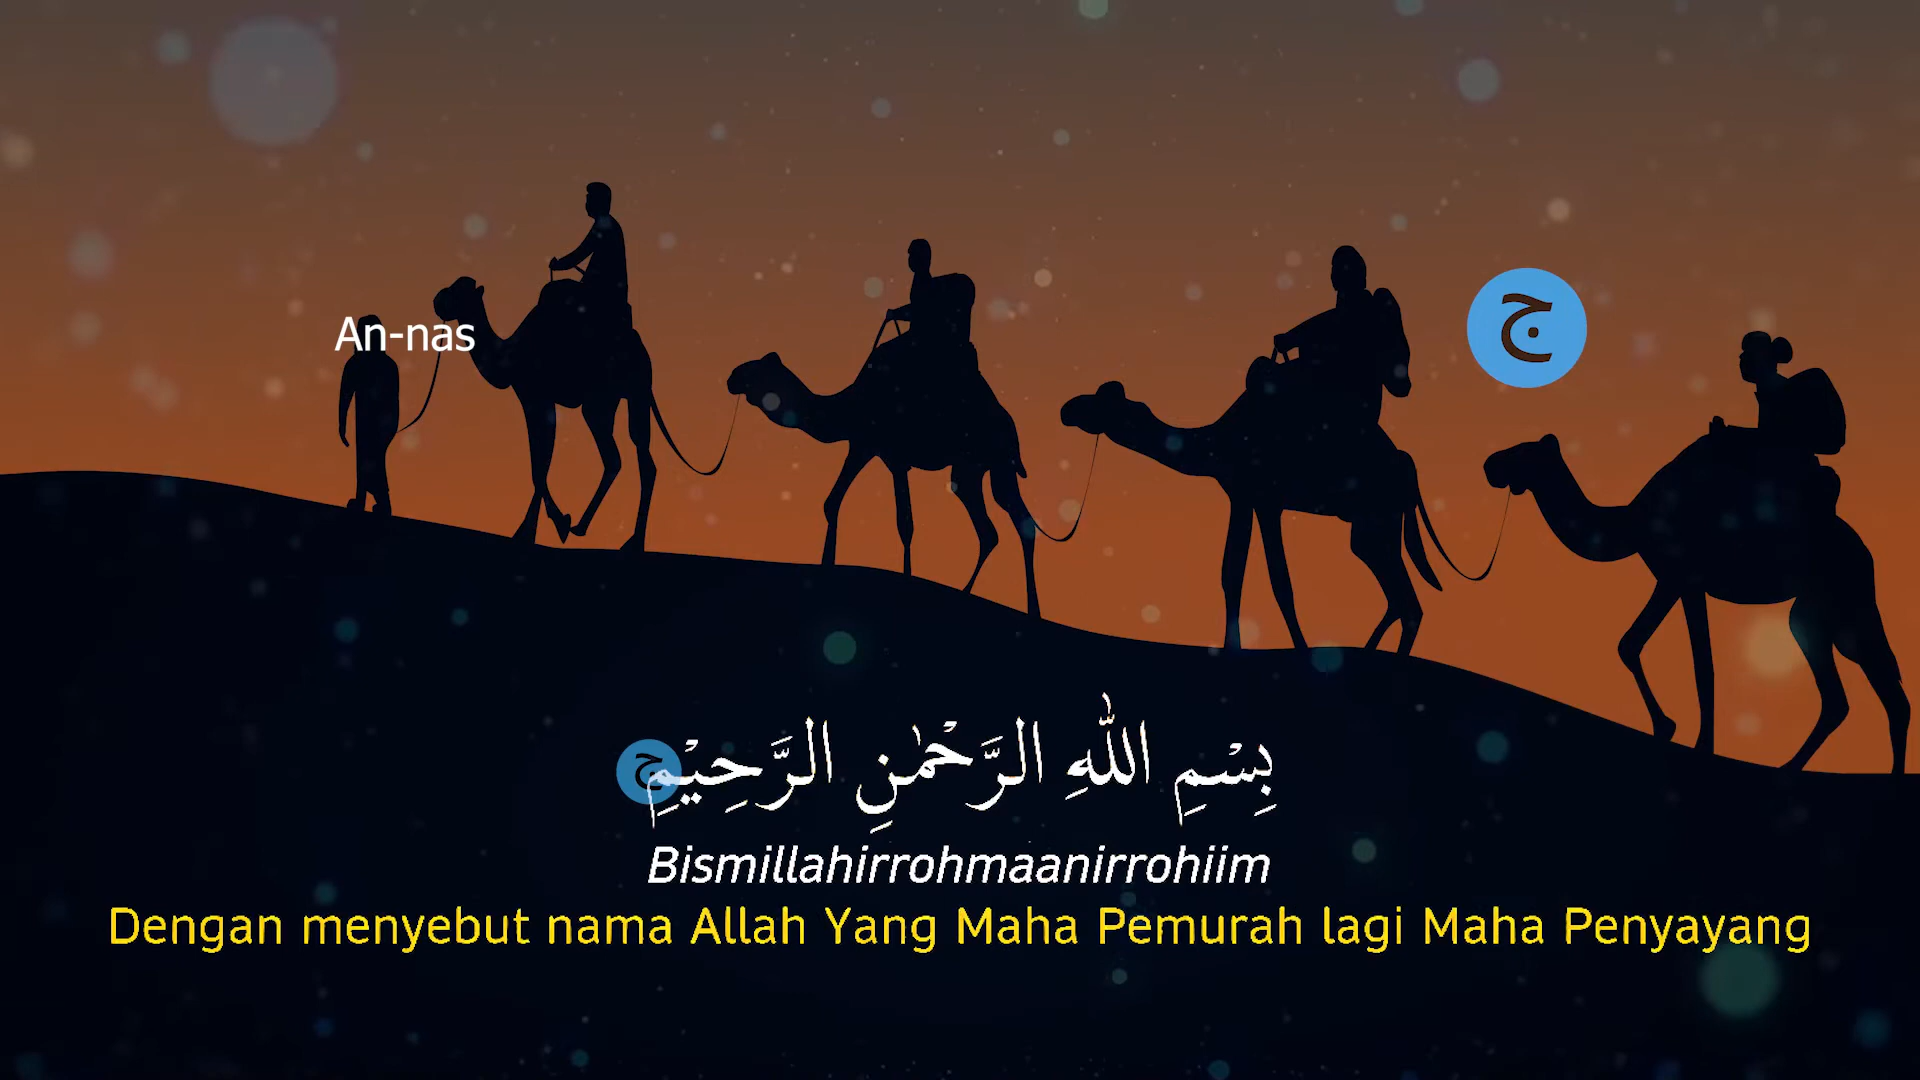 An-nas
ج
بِسْمِ اللّٰهِ الرَّحْمٰنِ الرَّحِيْمِ
ج
Bismillahirrohmaanirrohiim
Dengan menyebut nama Allah Yang Maha Pemurah lagi Maha Penyayang